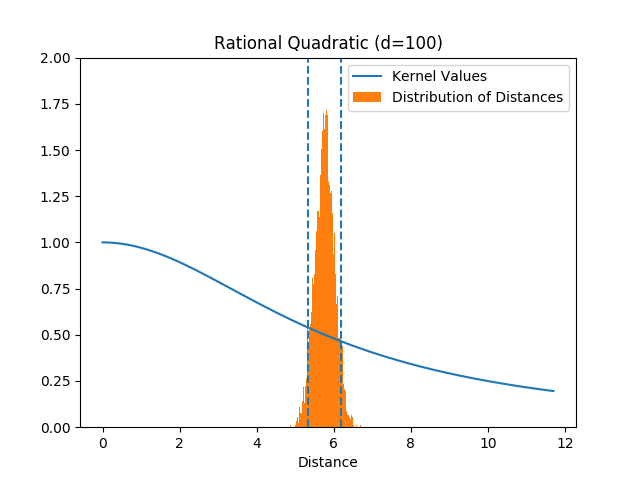 Rational Quadratic (d=100)
Kernel Values
Distribution of Distances
2.00
1.75
1.50
1.25
1.00
0.75
0.50
0.25
0.00
0 2 4 6 8 10 12
Distance